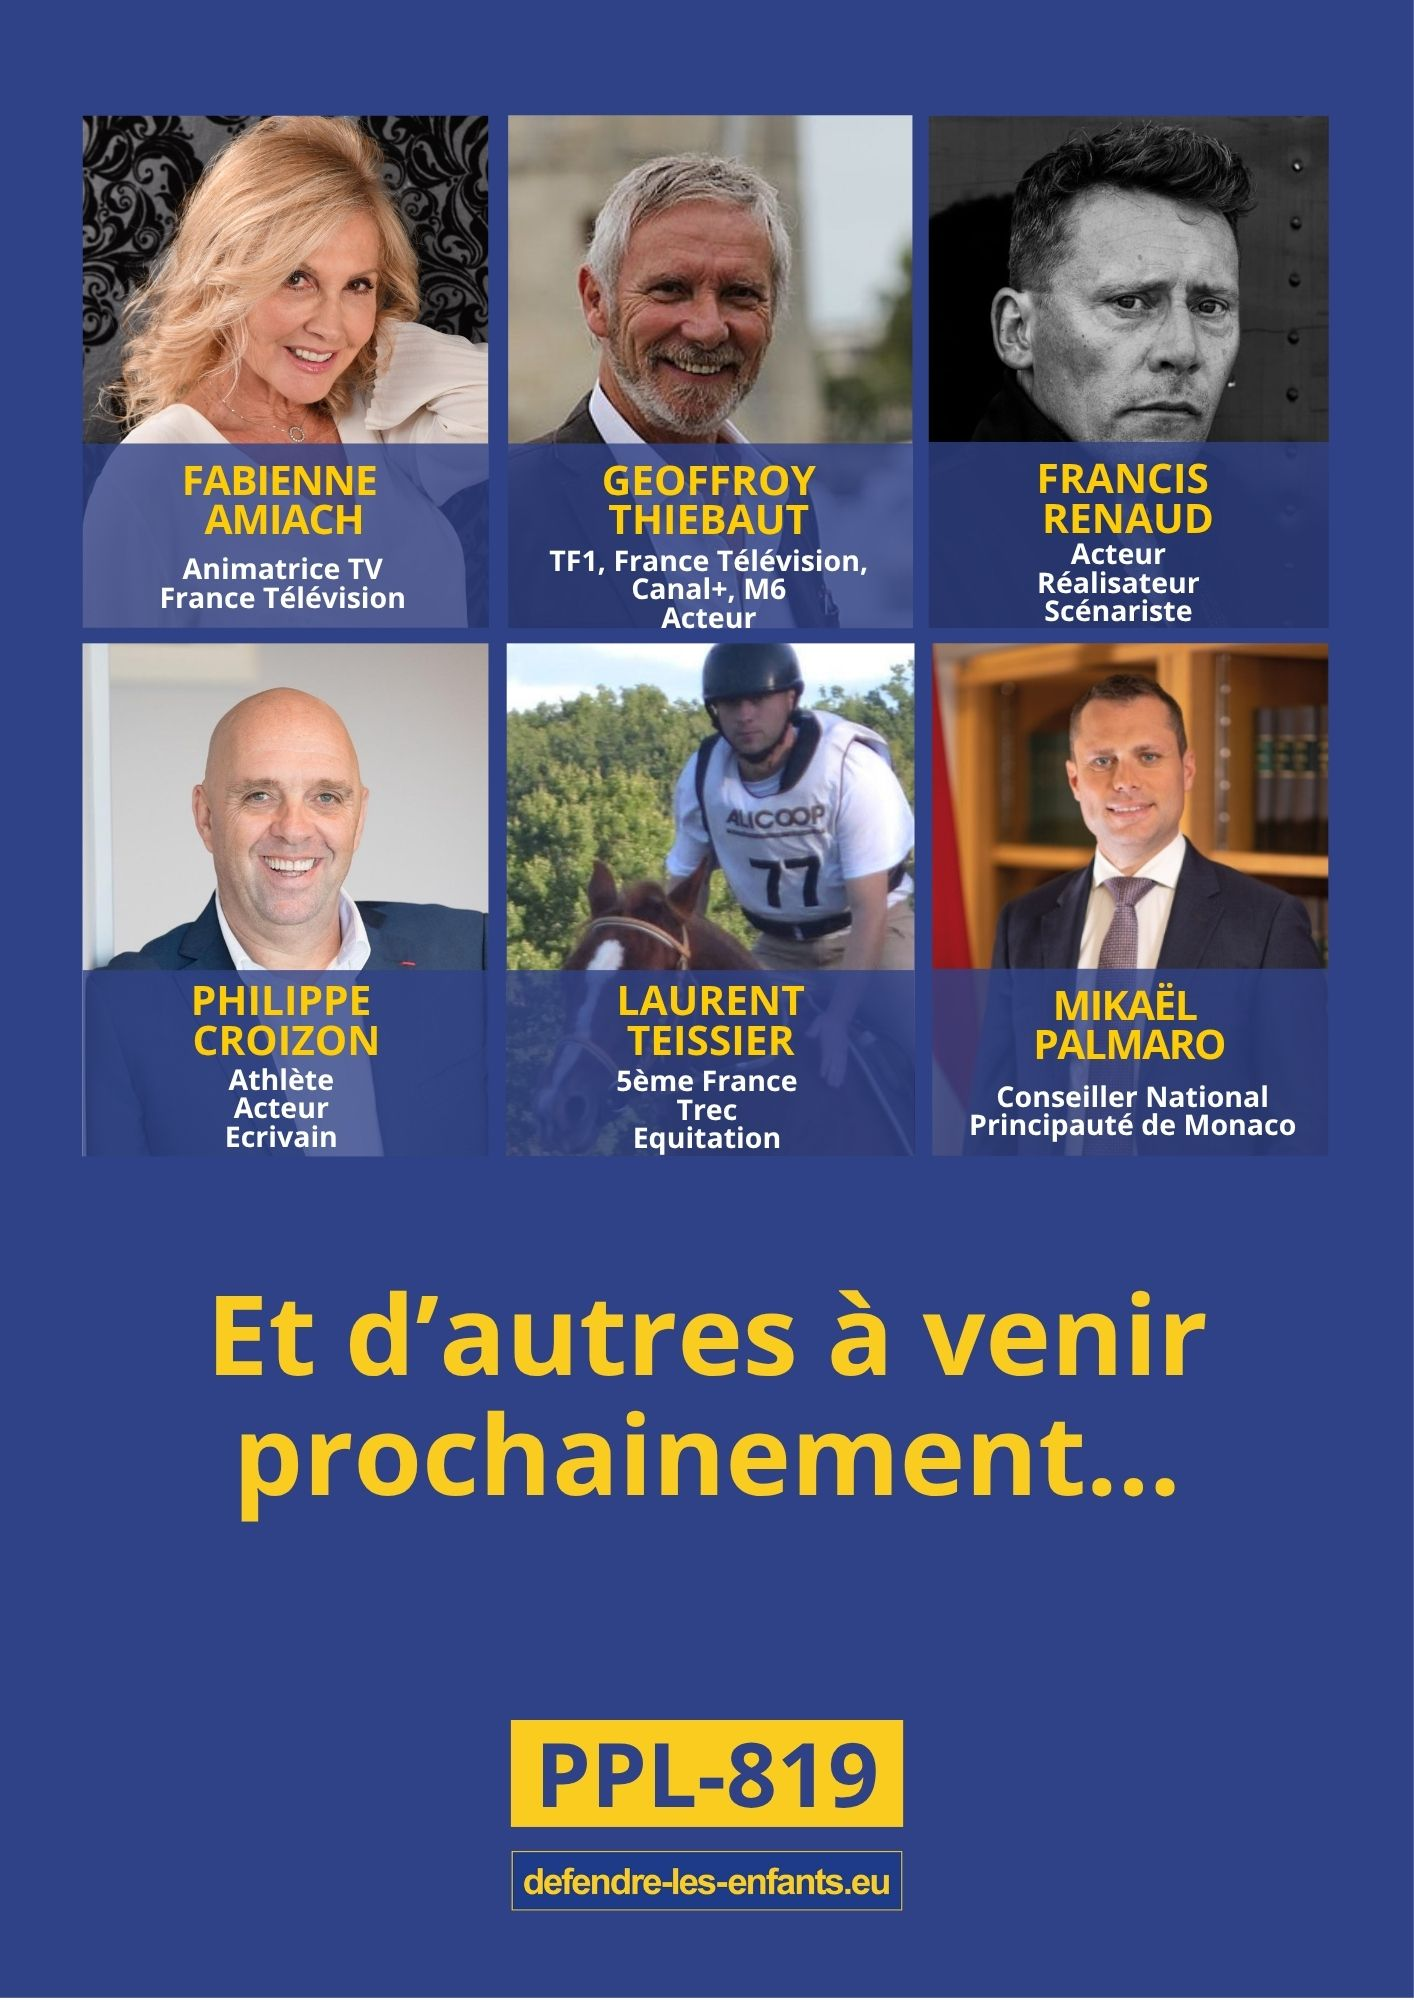 FABIENNE
AMIACH
Animatrice TV
France Télévision
GEOFFROY
THIEBAUT
TF1, France Télévision,
Canal+, M6
Acteur
FRANCIS
RENAUD
Acteur
Réalisateur
Scénariste
ALICOOP
77
PHILIPPE
CROIZON
Athlète
Acteur
Ecrivain
LAURENT
TEISSIER
5ème France
Trec
Equitation
MIKAËL
PALMARO
Conseiller National
Principauté de Monaco
Et d’autres à venir
prochainement...
PPL-819
defendre-les-enfants.eu